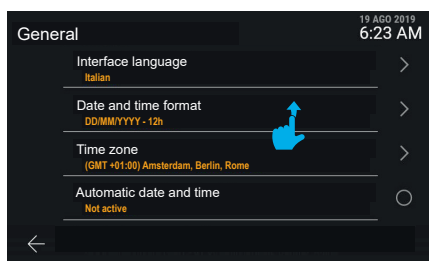 19 AGO 2019
General
6:23 AM
Interface language
Italian
Date and time format
DD/MM/YYYY - 12h
Time zone
(GMT +01:00) Amsterdam, Berlin, Rome
Automatic date and time
Not active